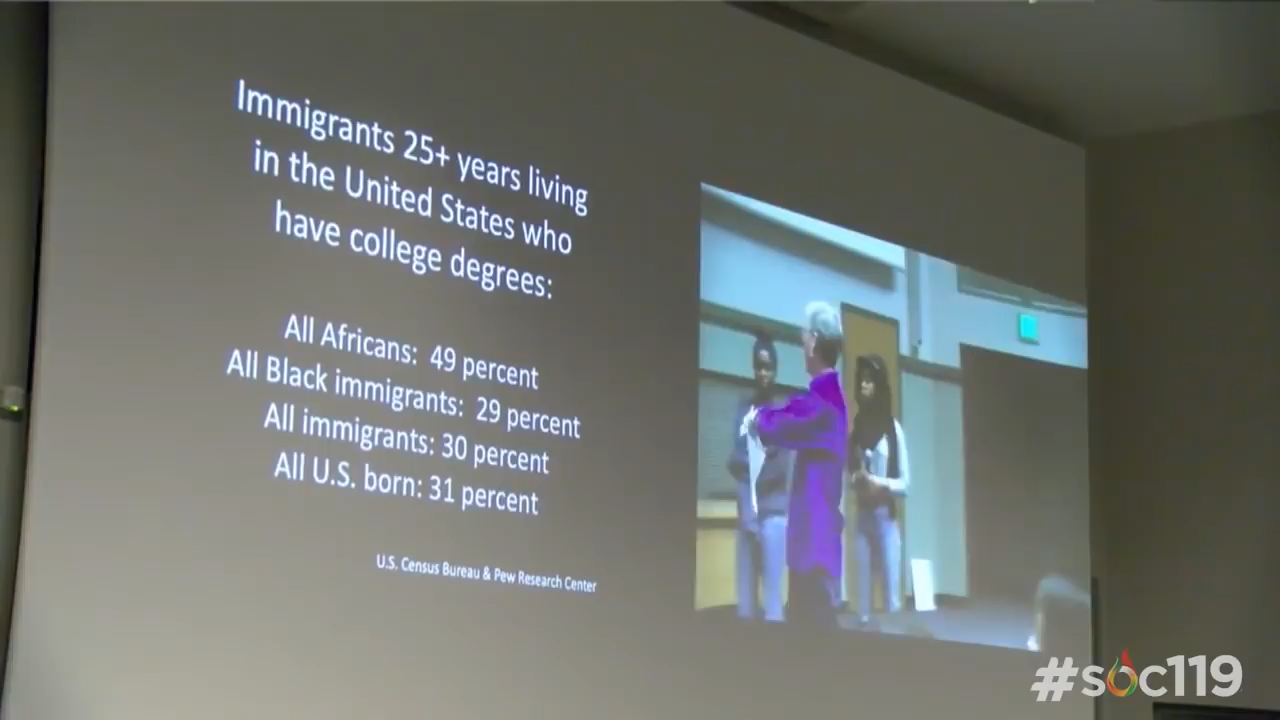 Immigrants 25+ years living
in the United States who
have college degrees:
All Africans: 49 percent
All Black immigrants: 29 percent
All immigrants: 30 percent
All U.S. born: 31 percent
U.S. Census Bureau & Pew Research Center
#soc119